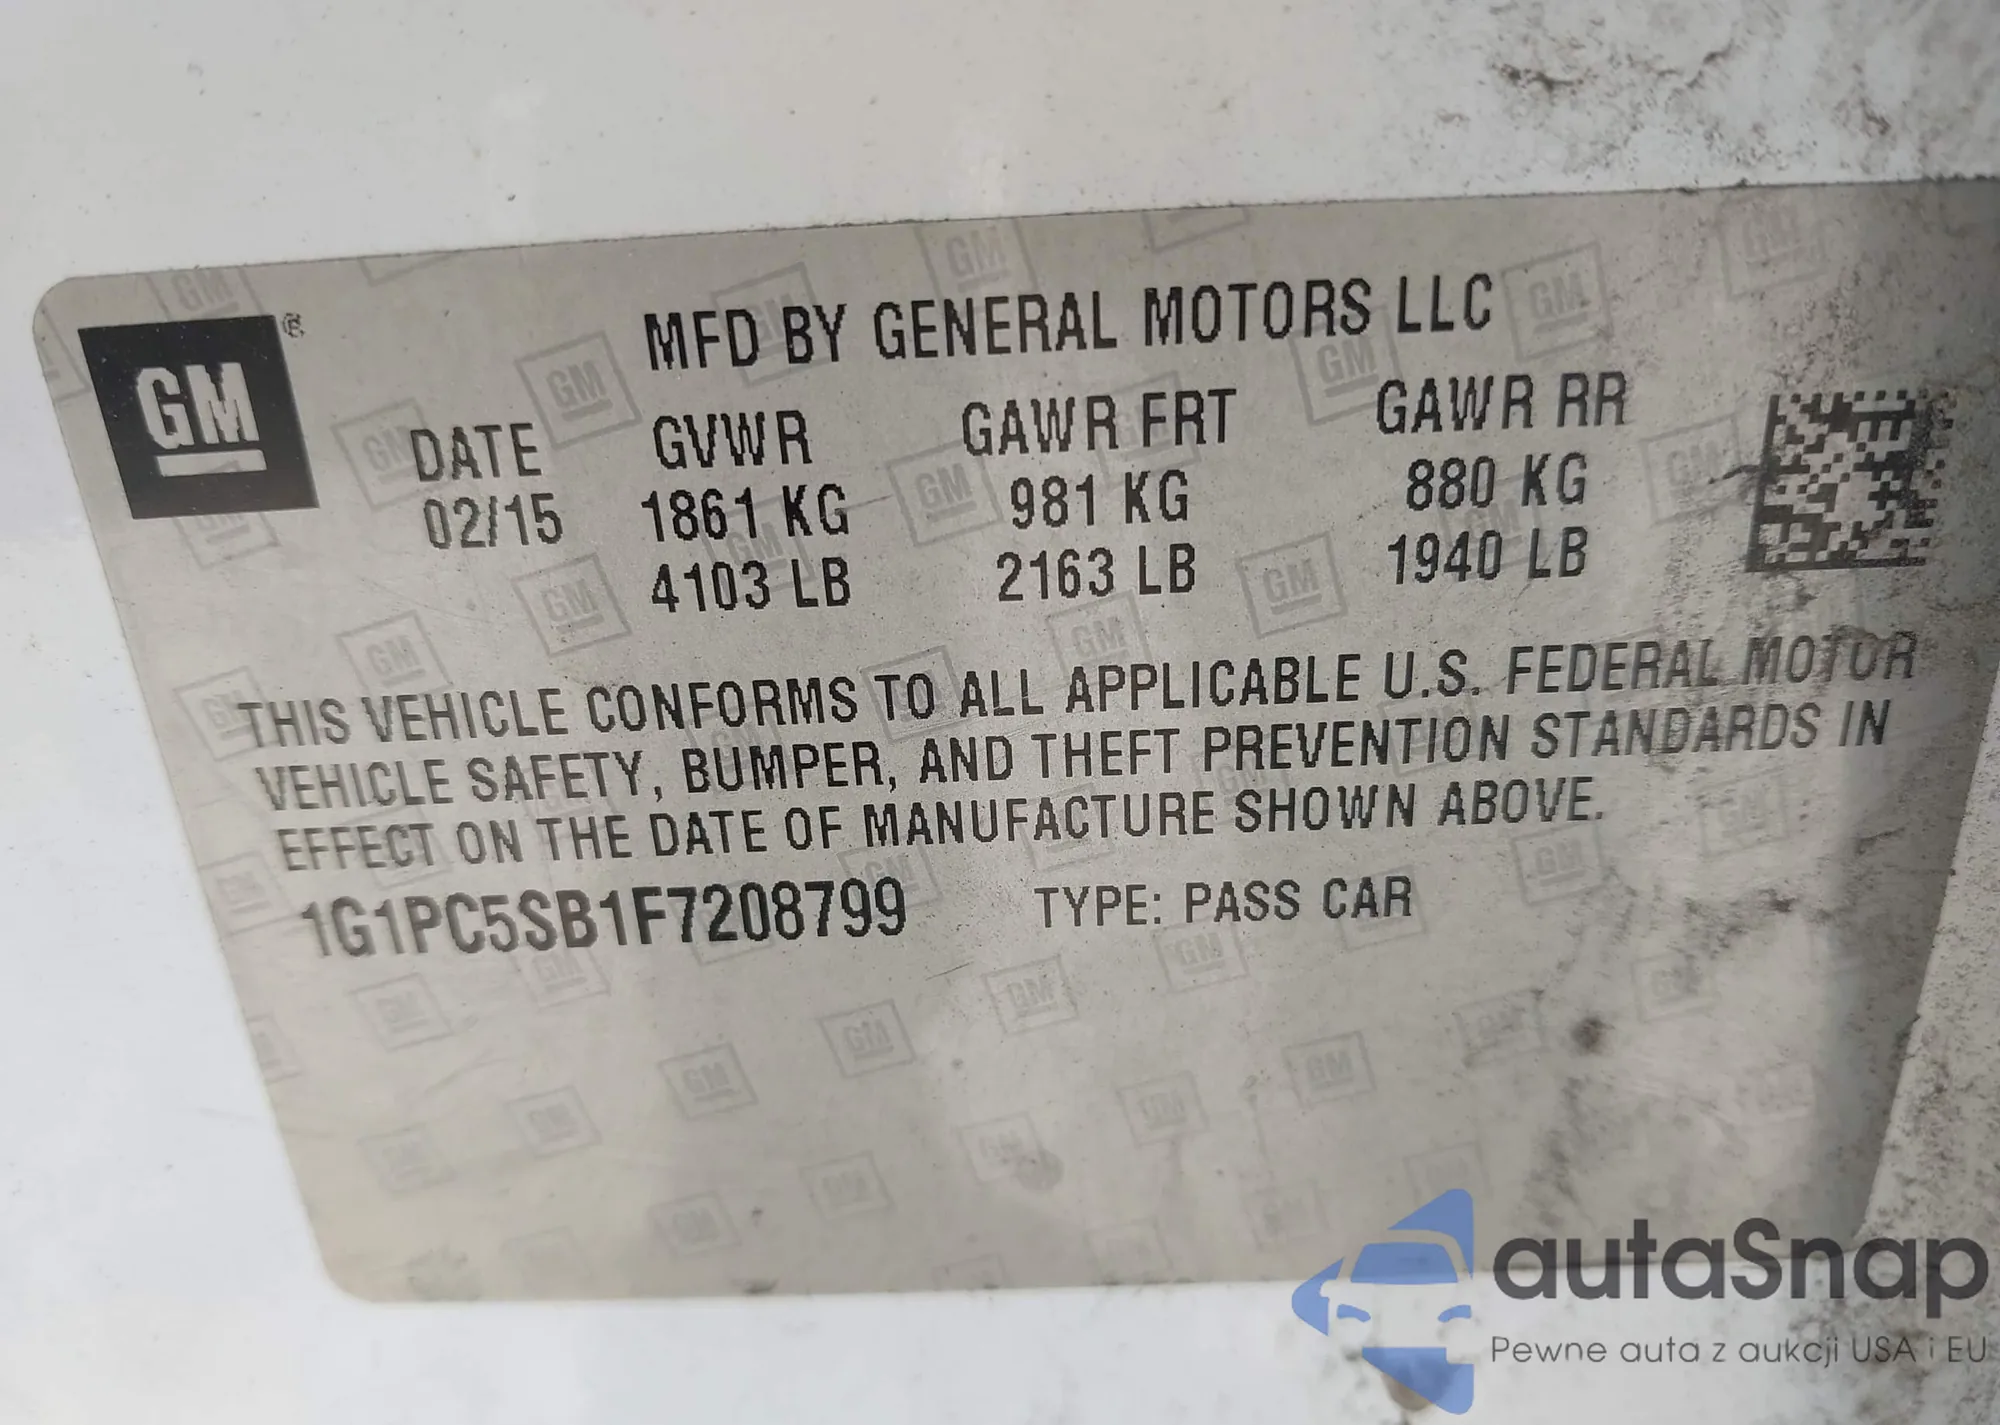 GM ®
MFD BY GENERAL MOTORS LLC
DATE GVWR GAWR FRT GAWR RR
02/15 1861 KG 981 KG 880 KG
4103 LB 2163 LB 1940 LB
THIS VEHICLE CONFORMS TO ALL APPLICABLE U.S. FEDERAL MOTOR
VEHICLE SAFETY, BUMPER, AND THEFT PREVENTION STANDARDS IN
EFFECT ON THE DATE OF MANUFACTURE SHOWN ABOVE.
1G1PC5SB1F7208799 TYPE: PASS CAR
autaSnap
Pewne auta z aukcji USA i EU